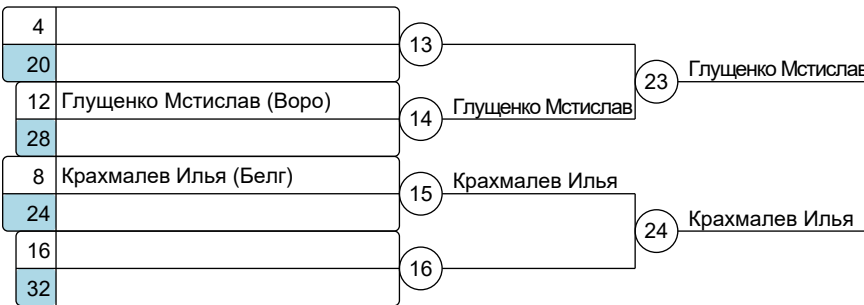 4
13
20
23 Глущенко Мстислав
12 Глущенко Мстислав (Воро)
14 Глущенко Мстислав
28
8 Крахмалев Илья (Белг)
15 Крахмалев Илья
24
24 Крахмалев Илья
16
16
32